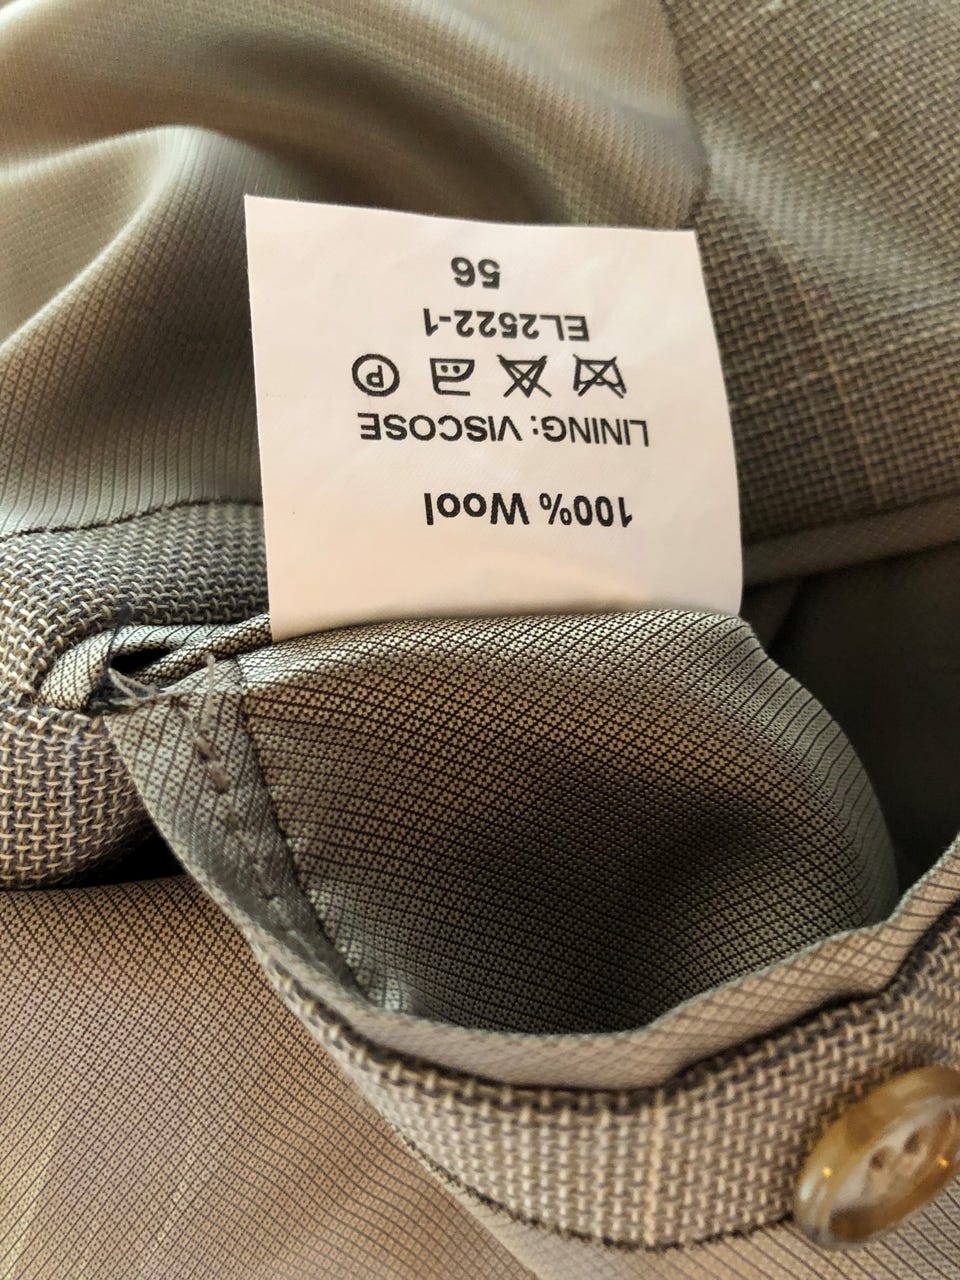 100% Wool
LINING: VISCOSE
P
EL2522-1
56